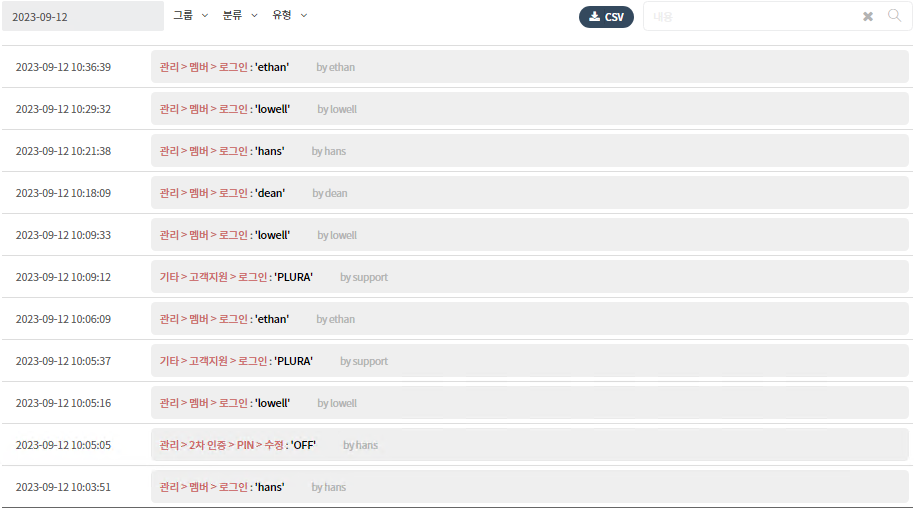 2023-09-12 그룹 분류 유형 CSV 내용
2023-09-12 10:36:39 관리 > 멤버 > 로그인 : 'ethan' by ethan
2023-09-12 10:29:32 관리 > 멤버 > 로그인 : 'lowell' by lowell
2023-09-12 10:21:38 관리 > 멤버 > 로그인 : 'hans' by hans
2023-09-12 10:18:09 관리 > 멤버 > 로그인 : 'dean' by dean
2023-09-12 10:09:33 관리 > 멤버 > 로그인 : 'lowell' by lowell
2023-09-12 10:09:12 기타 > 고객지원 > 로그인 : 'PLURA' by support
2023-09-12 10:06:09 관리 > 멤버 > 로그인 : 'ethan' by ethan
2023-09-12 10:05:37 기타 > 고객지원 > 로그인 : 'PLURA' by support
2023-09-12 10:05:16 관리 > 멤버 > 로그인 : 'lowell' by lowell
2023-09-12 10:05:05 관리 > 2차 인증 > PIN > 수정 : 'OFF' by hans
2023-09-12 10:03:51 관리 > 멤버 > 로그인 : 'hans' by hans